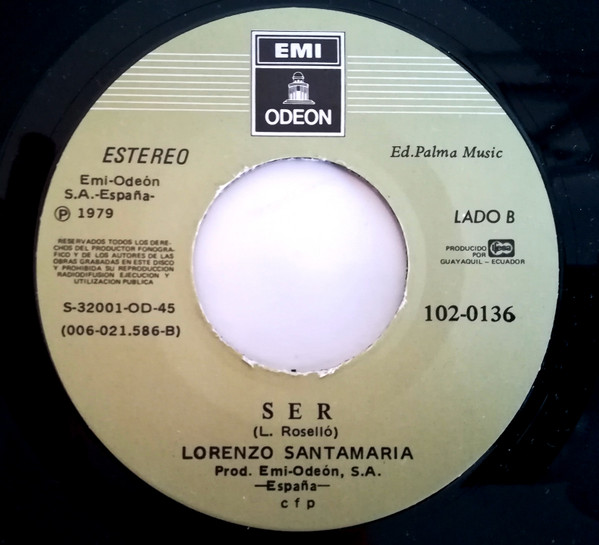 EMI
ODEON
ESTEREO
Ed.Palma Music
Emi-Odeón
S.A.-España-
Ⓟ 1979
LADO B
RESERVADOS TODOS LOS DERE-
CHOS DEL PRODUCTOR FONOGRA-
FICO Y DE LOS AUTORES DE LAS
OBRAS GRABADAS EN ESTE DISCO
Y PROHIBIDA SU REPRODUCCION
RADIODIFUSION EJECUCION Y
UTILIZACION PUBLICA
PRODUCIDO
POR
GUAYAQUIL - ECUADOR
S-32001-OD-45
(006-021.586-B)
102-0136
SER
(L. Roselló)
LORENZO SANTAMARIA
Prod. Emi-Odeón, S.A.
—España—
cfp